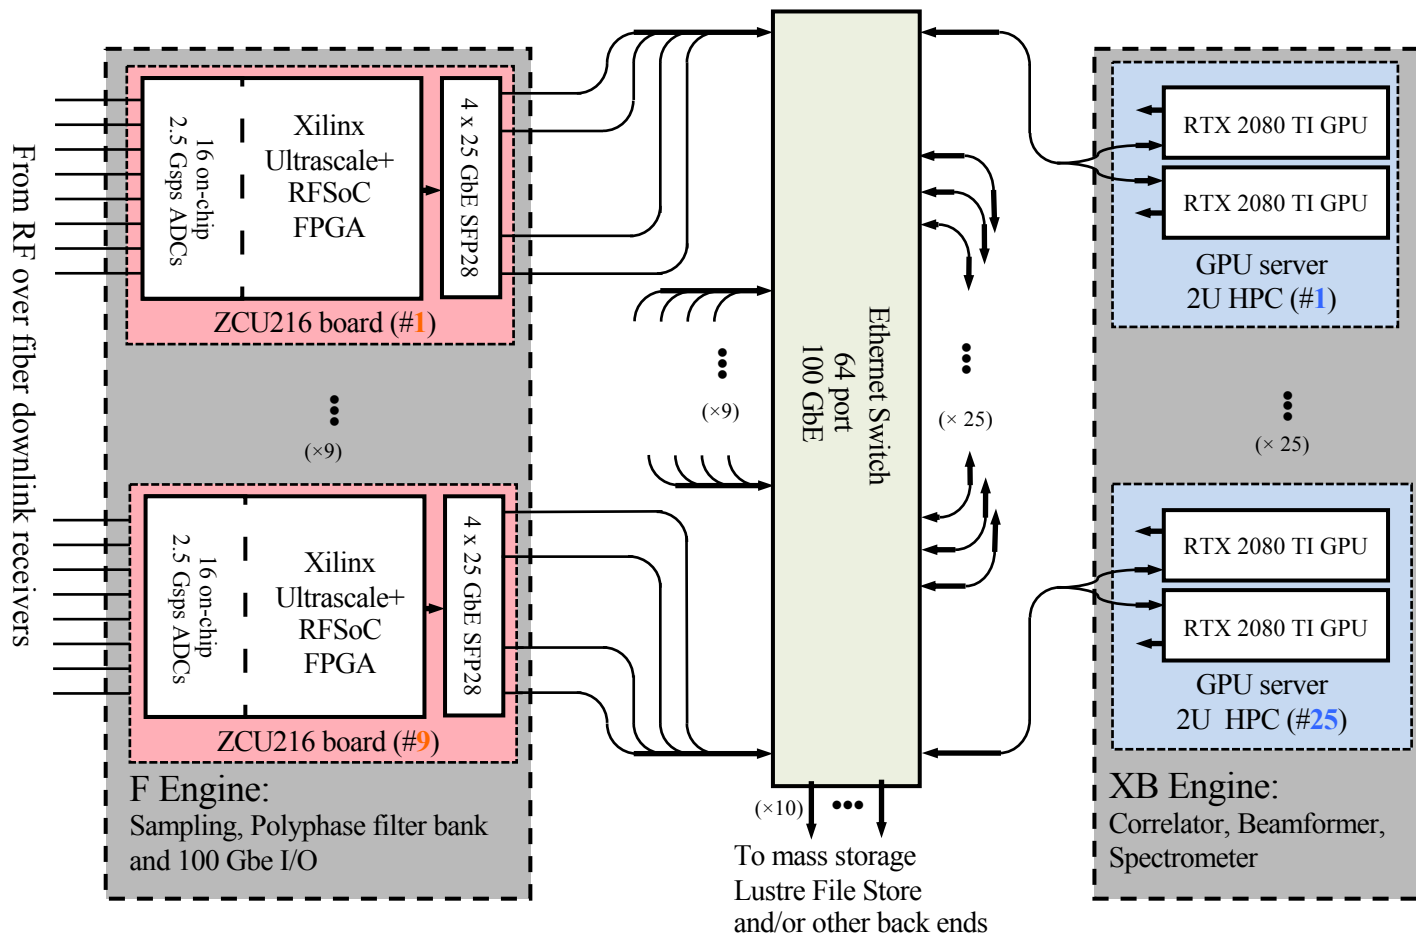 From RF over fiber downlink receivers
16 on-chip
2.5 Gsps ADCs
Xilinx
Ultrascale+
RFSoC
FPGA
4 x 25 GbE SFP28
ZCU216 board (#1)
(×9)
16 on-chip
2.5 Gsps ADCs
Xilinx
Ultrascale+
RFSoC
FPGA
4 x 25 GbE SFP28
ZCU216 board (#9)
F Engine:
Sampling, Polyphase filter bank
and 100 Gbe I/O
(×9)
Ethernet Switch
64 port
100 GbE
(× 25)
(×10)
To mass storage
Lustre File Store
and/or other back ends
RTX 2080 TI GPU
RTX 2080 TI GPU
GPU server
2U HPC (#1)
(× 25)
RTX 2080 TI GPU
RTX 2080 TI GPU
GPU server
2U HPC (#25)
XB Engine:
Correlator, Beamformer,
Spectrometer